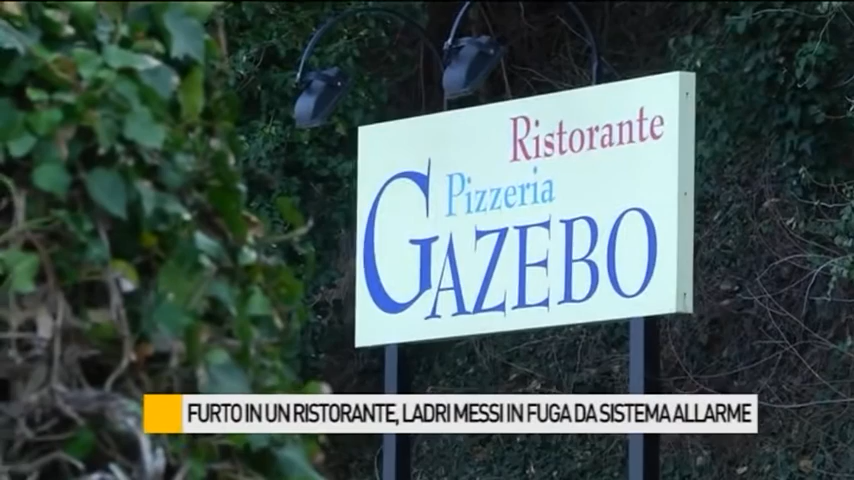 Ristorante
Pizzeria
GAZEBO
FURTO IN UN RISTORANTE, LADRI MESSI IN FUGA DA SISTEMA ALLARME